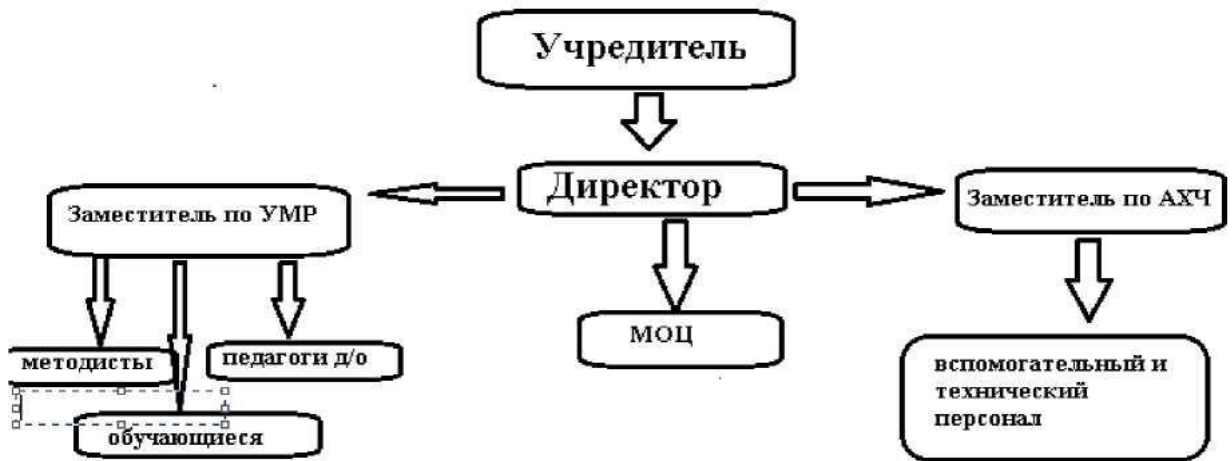 Учредитель
Директор
Заместитель по УМР
Заместитель по АХЧ
МОЦ
методисты
педагоги д/о
обучающиеся
вспомогательный и
технический
персонал